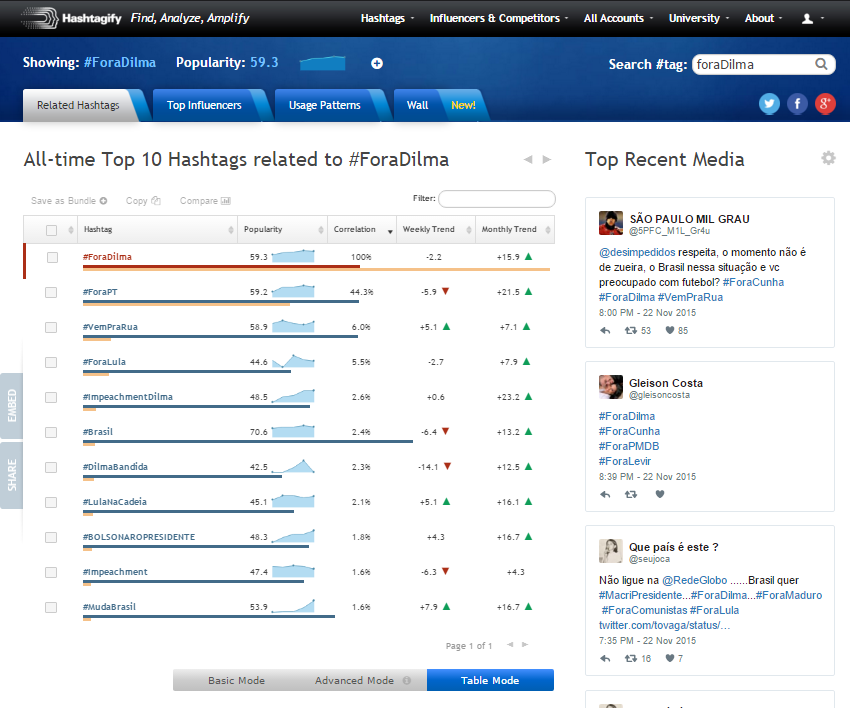 Hashtagify Find, Analyze, Amplify
Hashtags Influencers & Competitors All Accounts University About
Showing: #ForaDilma Popularity: 59.3
Search #tag: foraDilma
Related Hashtags Top Influencers Usage Patterns Wall New!
All-time Top 10 Hashtags related to #ForaDilma
Save as Bundle Copy Compare
Filter:
Hashtag Popularity Correlation Weekly Trend Monthly Trend
#ForaDilma 59.3 100% -2.2 +15.9
#ForaPT 59.2 44.3% -5.9 +21.5
#VemPraRua 58.9 6.0% +5.1 +7.1
#ForaLula 44.6 5.5% -2.7 +7.9
#ImpeachmentDilma 48.5 2.6% +0.6 +23.2
#Brasil 70.6 2.4% -6.4 +13.2
#DilmaBandida 42.5 2.3% -14.1 +12.5
#LulaNaCadeia 45.1 2.1% +5.1 +16.1
#BOLSONAROPRESIDENTE 48.3 1.8% +4.3 +16.7
#Impeachment 47.4 1.6% -6.3 +4.3
#MudaBrasil 53.9 1.6% +7.9 +16.7
Page 1 of 1
Basic Mode Advanced Mode Table Mode
EMBED
SHARE
Top Recent Media
SÃO PAULO MIL GRAU
@5PFC_M1L_Gr4u
@desimpedidos respeita, o momento não é
de zueira, o Brasil nessa situação e vc
preocupado com futebol? #ForaCunha
#ForaDilma #VemPraRua
8:00 PM - 22 Nov 2015
53 85
Gleison Costa
@gleisoncosta
#ForaDilma
#ForaCunha
#ForaPMDB
#ForaLevir
8:39 PM - 22 Nov 2015
Que país é este ?
@seujoca
Não ligue na @RedeGlobo ......Brasil quer
#MacriPresidente...#ForaDilma...#ForaMaduro
#ForaComunistas #ForaLula
twitter.com/tovaga/status/…
7:35 PM - 22 Nov 2015
16 7